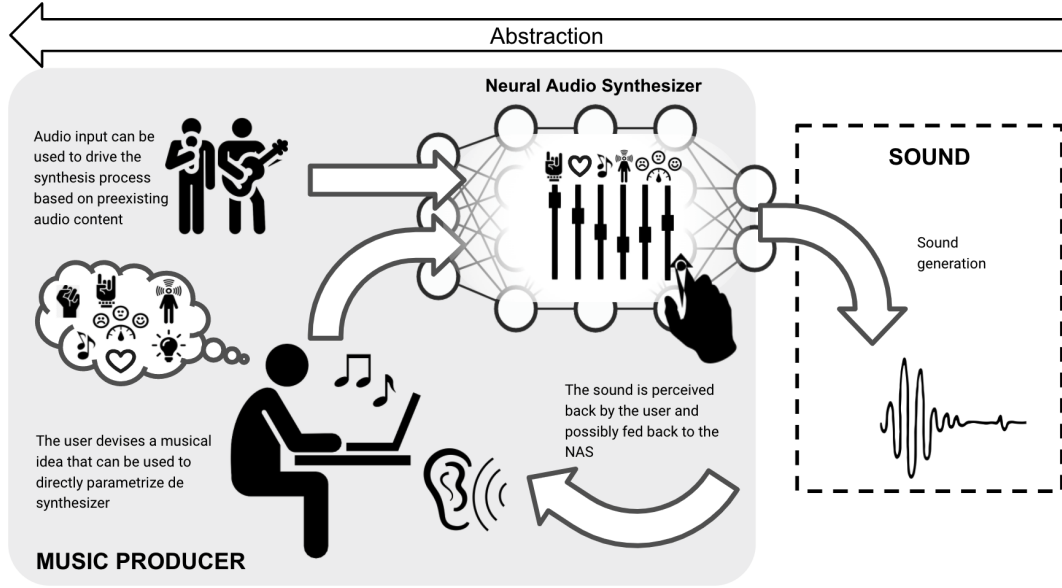 Abstraction
Neural Audio Synthesizer
Audio input can be
used to drive the
synthesis process
based on preexisting
audio content
SOUND
Sound
generation
The sound is perceived
back by the user and
possibly fed back to the
NAS
The user devises a musical
idea that can be used to
directly parametrize de
synthesizer
MUSIC PRODUCER